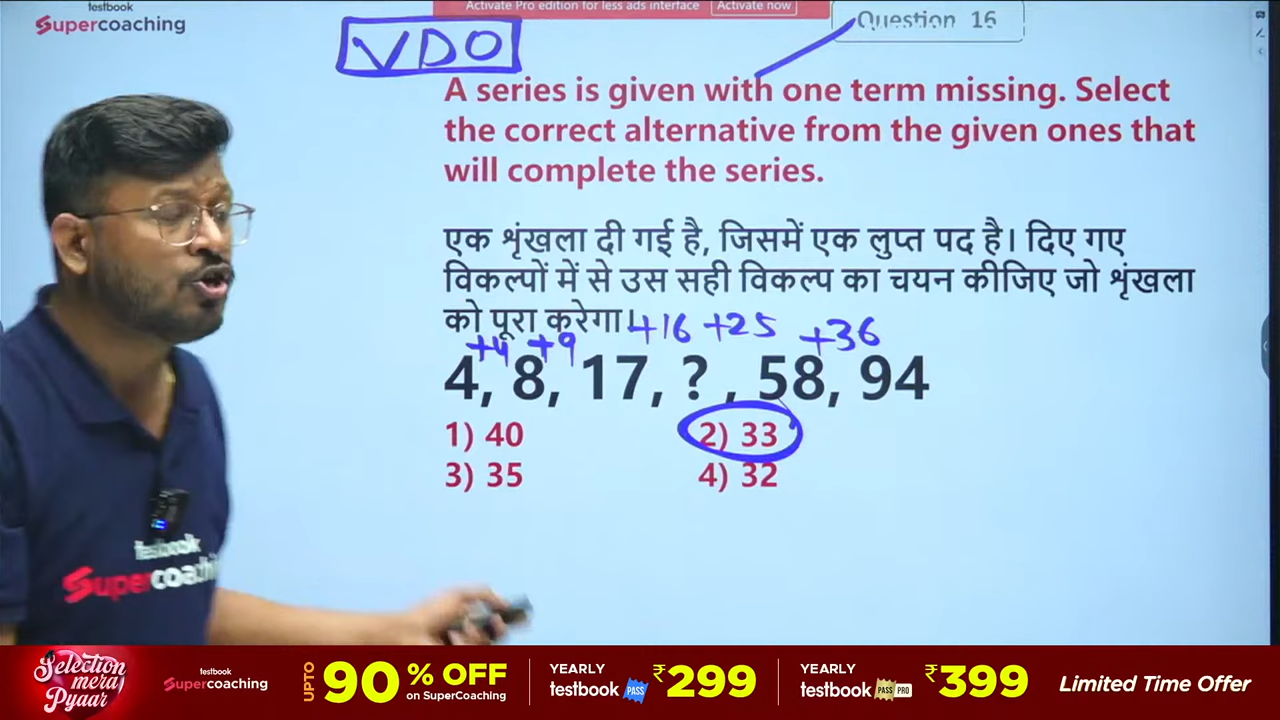 testbook
Supercoaching
Activate Pro edition for less ads interface Activate now
VDO
Question 16
A series is given with one term missing. Select
the correct alternative from the given ones that
will complete the series.
एक शृंखला दी गई है, जिसमें एक लुप्त पद है। दिए गए
विकल्पों में से उस सही विकल्प का चयन कीजिए जो शृंखला
को पूरा करेगा।
+4 +9 +16 +25 +36
4, 8, 17, ? , 58, 94
1) 40 2) 33
3) 35 4) 32
testbook
Supercoaching
Selection mera Pyaar
testbook
Supercoaching
UPTO 90% OFF on SuperCoaching
YEARLY testbook PASS ₹299
YEARLY testbook PASS PRO ₹399
Limited Time Offer